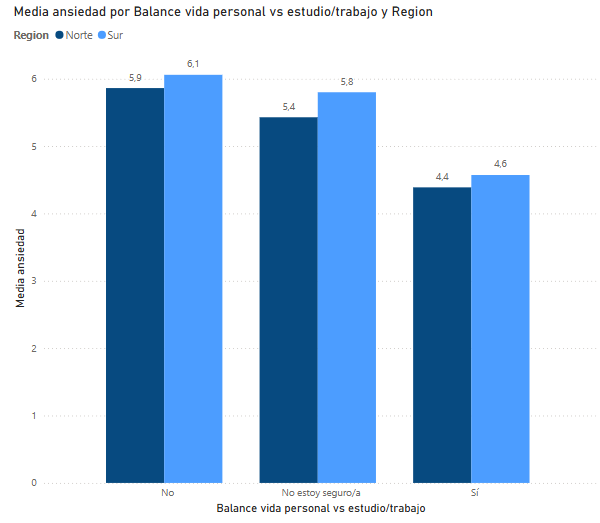 Media ansiedad por Balance vida personal vs estudio/trabajo y Region
Region Norte Sur
6
5
4
3
2
1
0
Media ansiedad
5,9
6,1
5,4
5,8
4,4
4,6
No
No estoy seguro/a
Sí
Balance vida personal vs estudio/trabajo